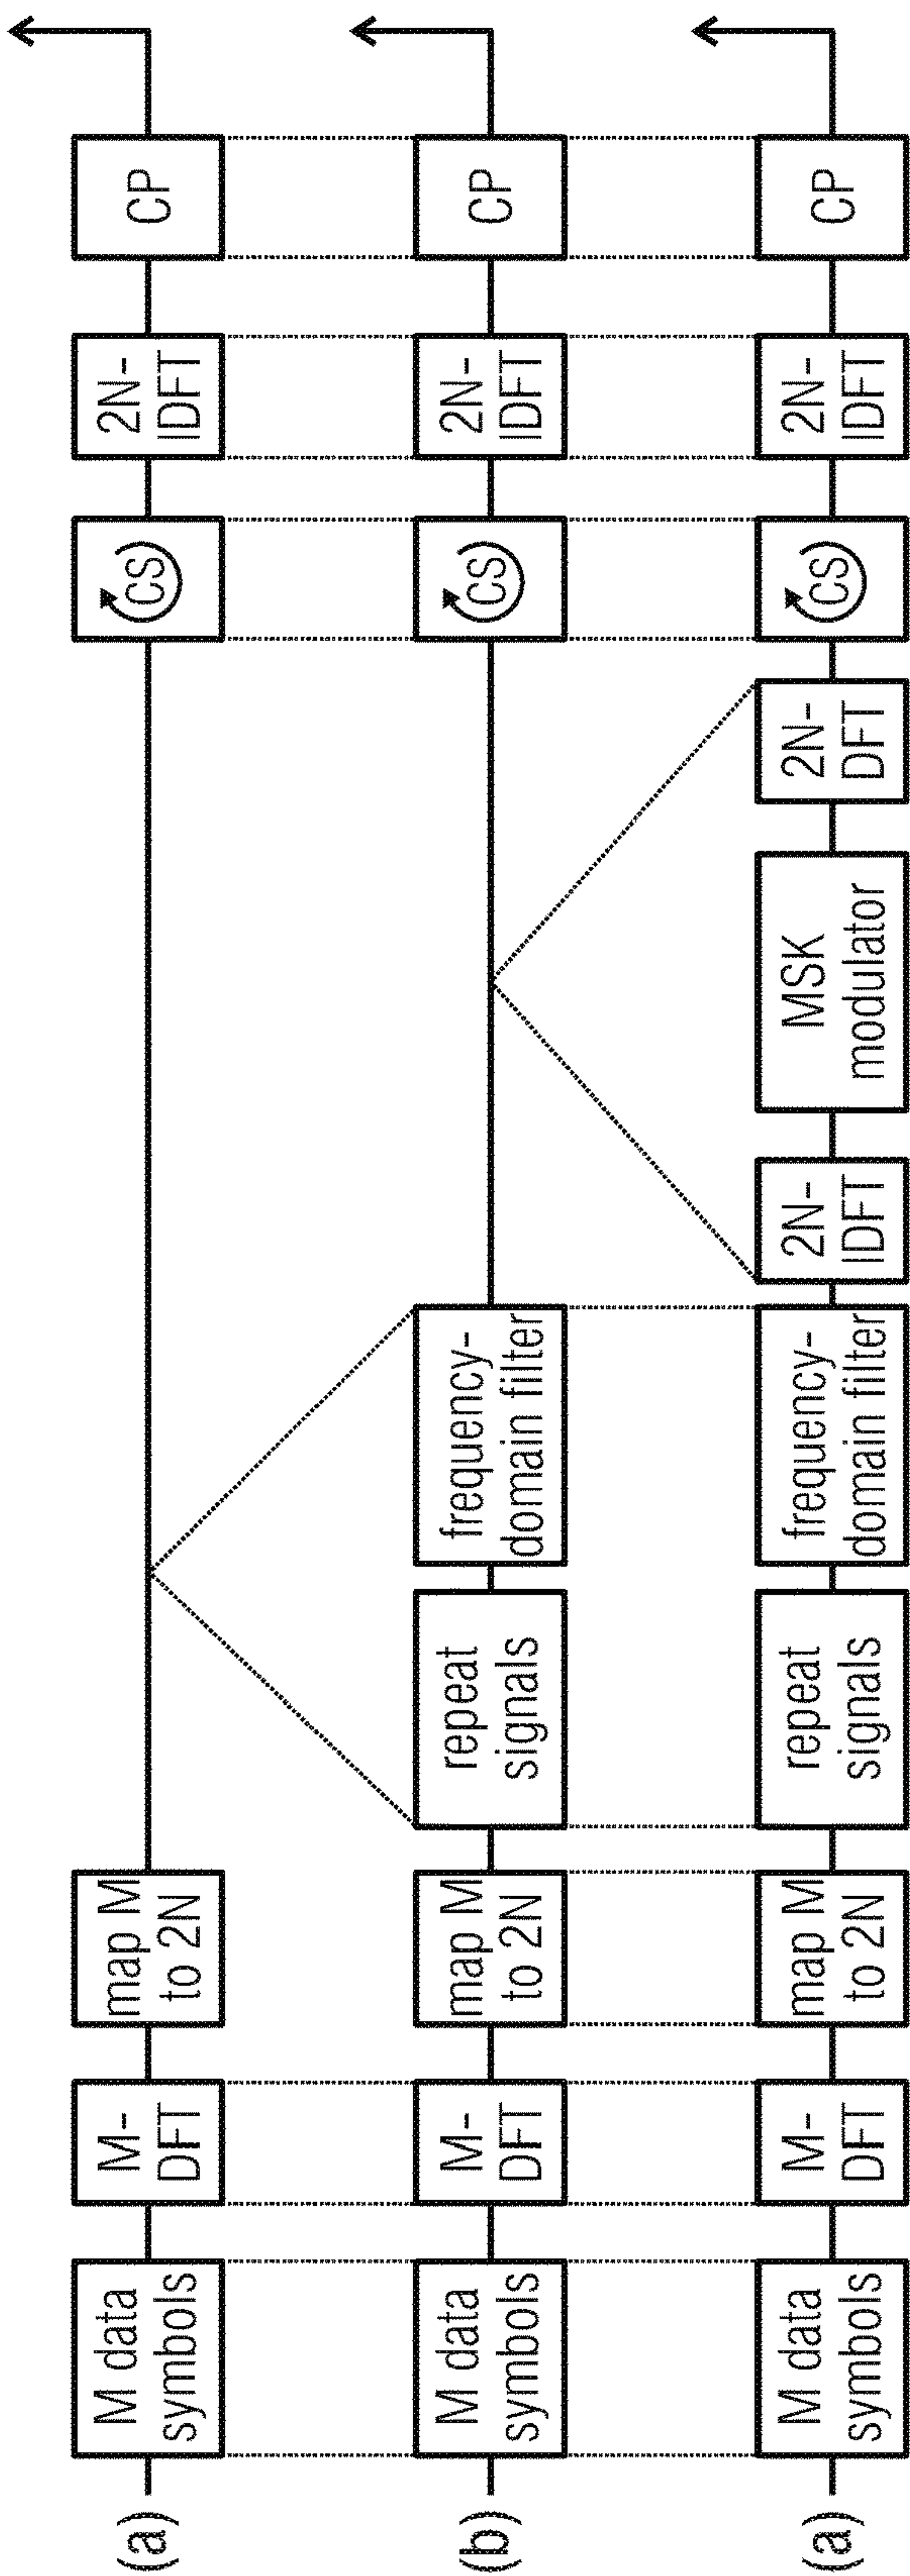 (a)
M data
symbols
M-
DFT
map M
to 2N
CS
2N-
IDFT
CP
(b)
M data
symbols
M-
DFT
map M
to 2N
repeat
signals
frequency-
domain filter
CS
2N-
IDFT
CP
(a)
M data
symbols
M-
DFT
map M
to 2N
repeat
signals
frequency-
domain filter
2N-
IDFT
MSK
modulator
2N-
DFT
CS
2N-
IDFT
CP